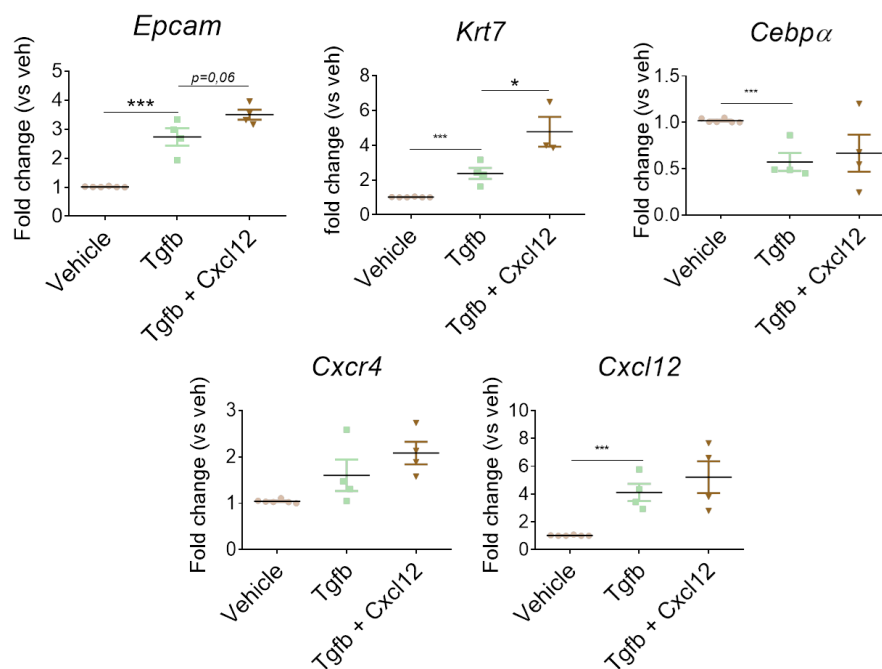 Epcam
Fold change (vs veh)
5
4
3
2
1
0
***
p=0,06
Vehicle
Tgfb
Tgfb + Cxcl12
Krt7
fold change (vs veh)
8
6
4
2
0
***
*
Vehicle
Tgfb
Tgfb + Cxcl12
Cebpα
Fold change (vs veh)
1.5
1.0
0.5
0.0
***
Vehicle
Tgfb
Tgfb + Cxcl12
Cxcr4
Fold change (vs veh)
3
2
1
0
Vehicle
Tgfb
Tgfb + Cxcl12
Cxcl12
Fold change (vs veh)
10
8
6
4
2
0
***
Vehicle
Tgfb
Tgfb + Cxcl12